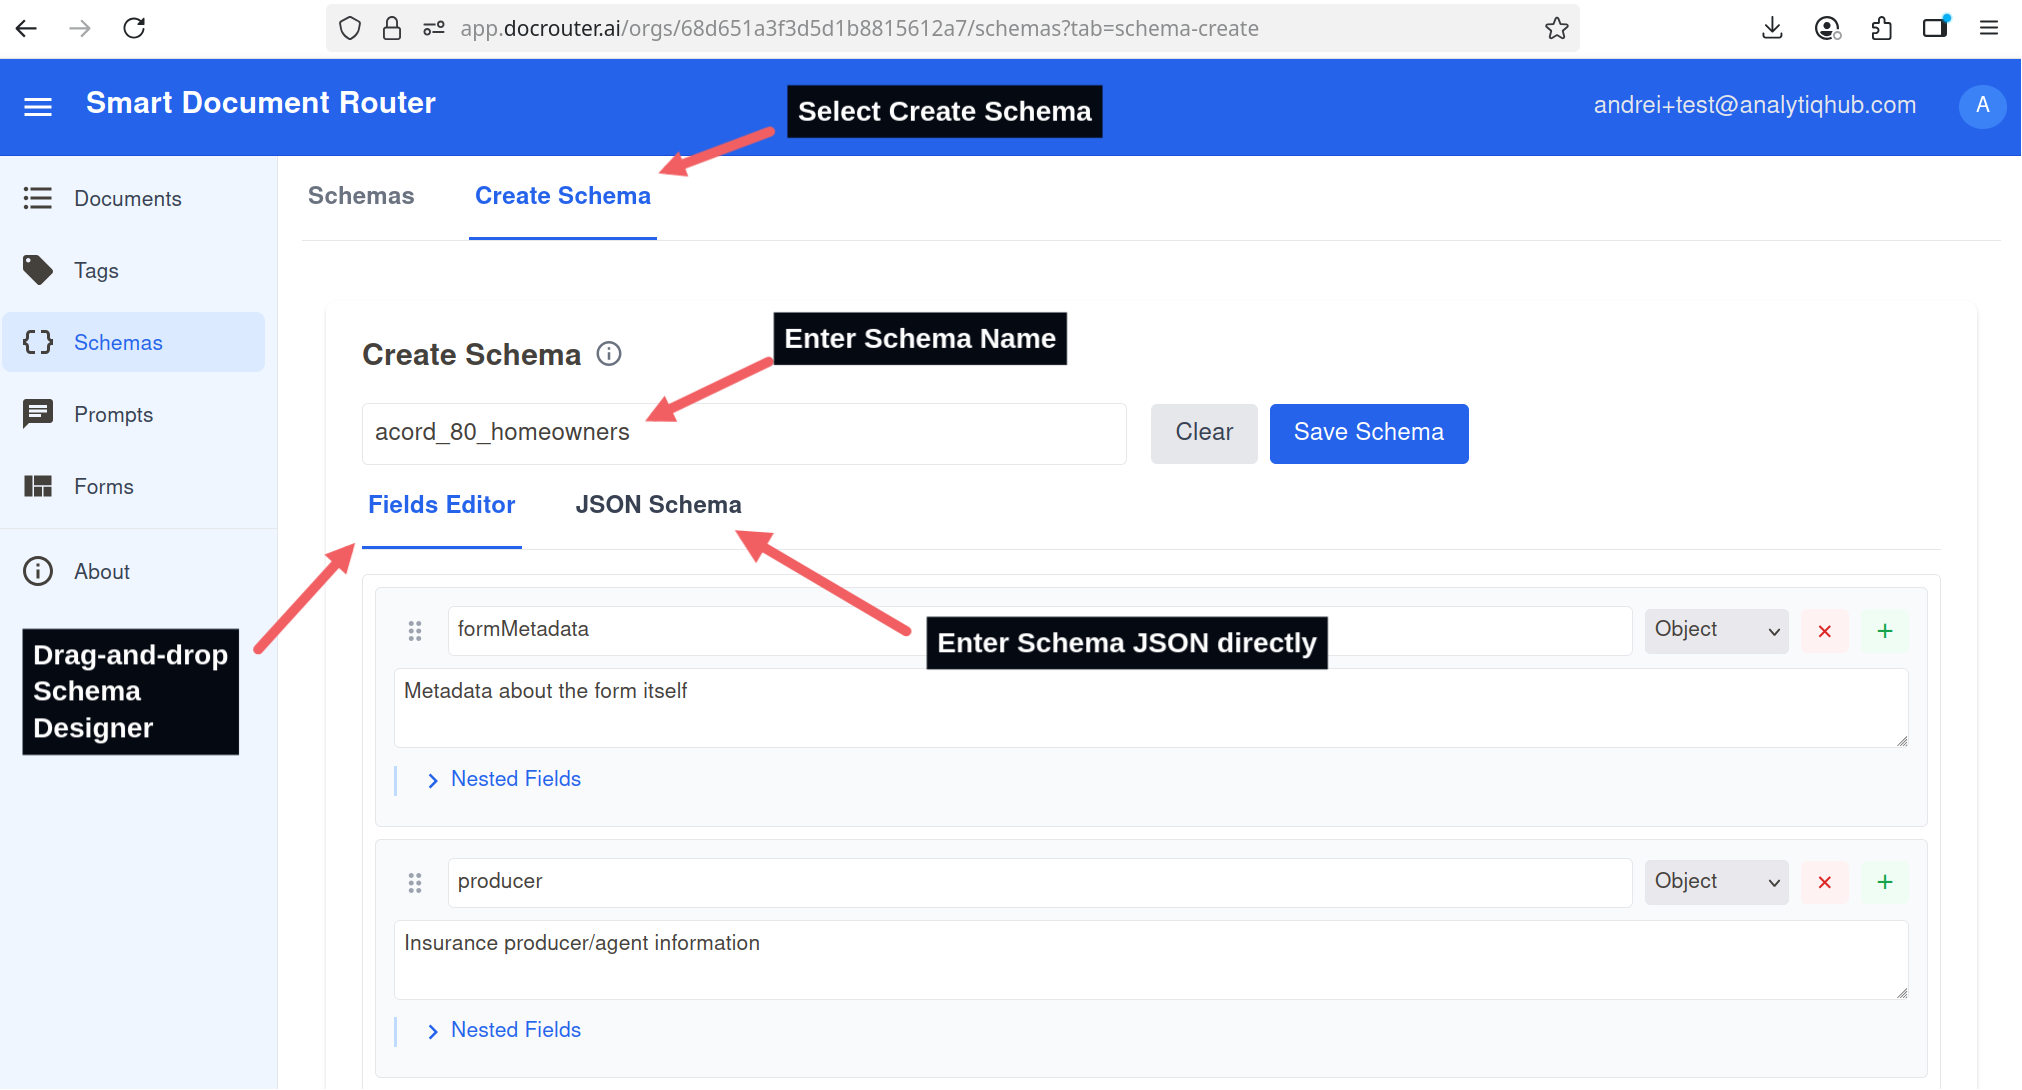 app.docrouter.ai/orgs/68d651a3f3d5d1b8815612a7/schemas?tab=schema-create
Smart Document Router
Select Create Schema
andrei+test@analytiqhub.com
A
Documents
Tags
Schemas
Prompts
Forms
About
Schemas
Create Schema
Create Schema
Enter Schema Name
acord_80_homeowners
Clear
Save Schema
Fields Editor
JSON Schema
Drag-and-drop
Schema
Designer
Enter Schema JSON directly
formMetadata
Object
Metadata about the form itself
Nested Fields
producer
Object
Insurance producer/agent information
Nested Fields